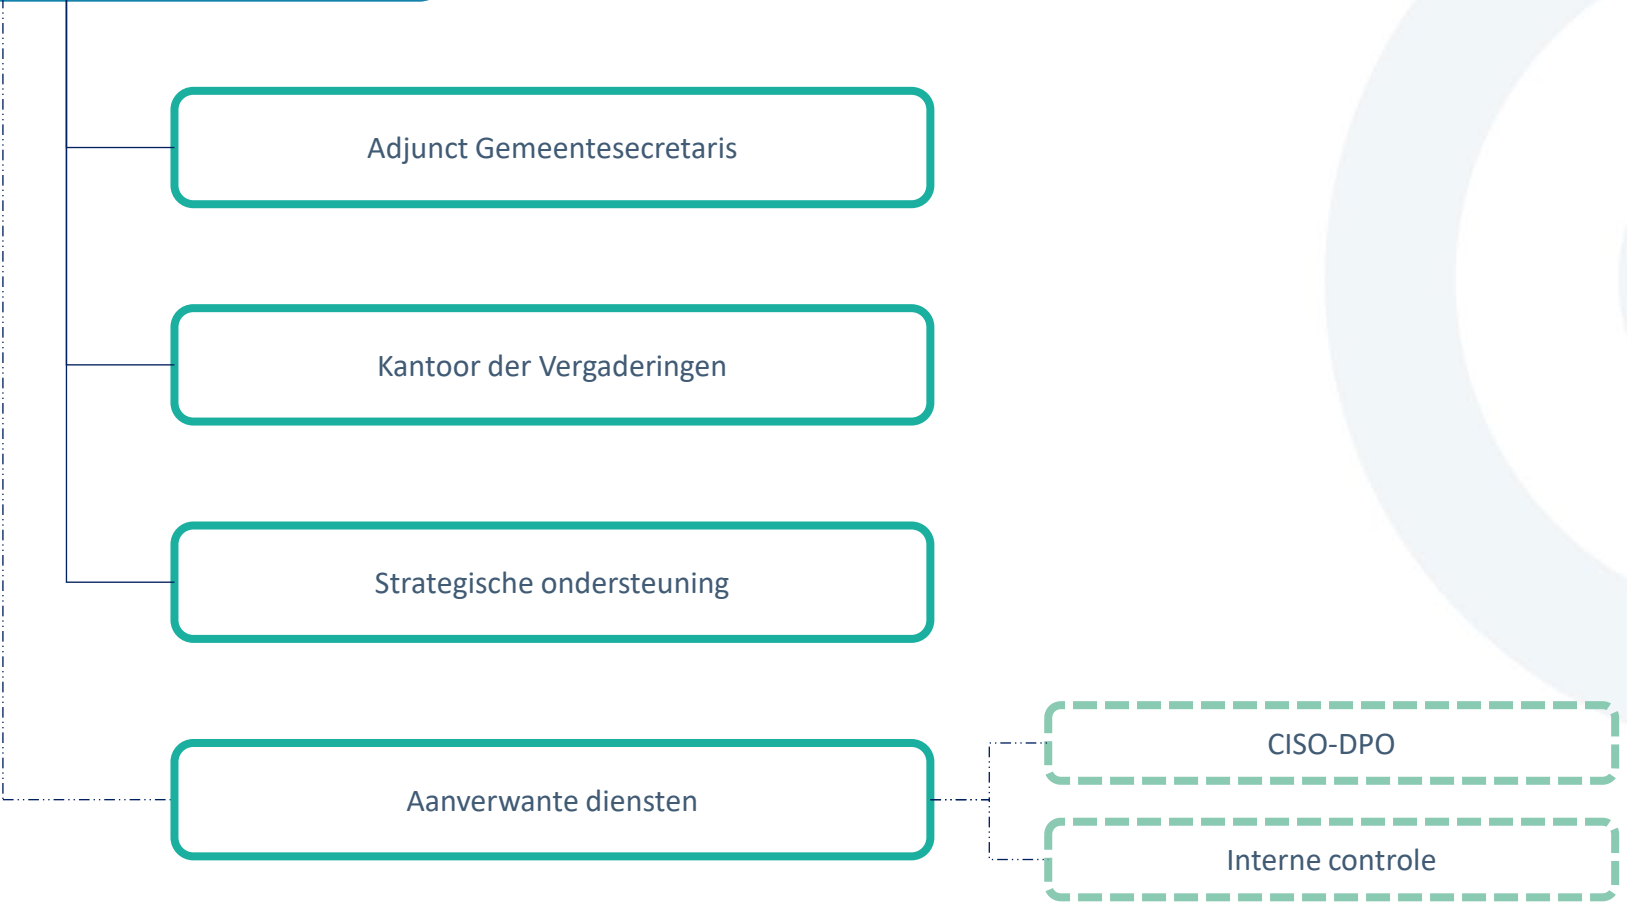 Adjunct Gemeentesecretaris
Kantoor der Vergaderingen
Strategische ondersteuning
Aanverwante diensten
CISO-DPO
Interne controle